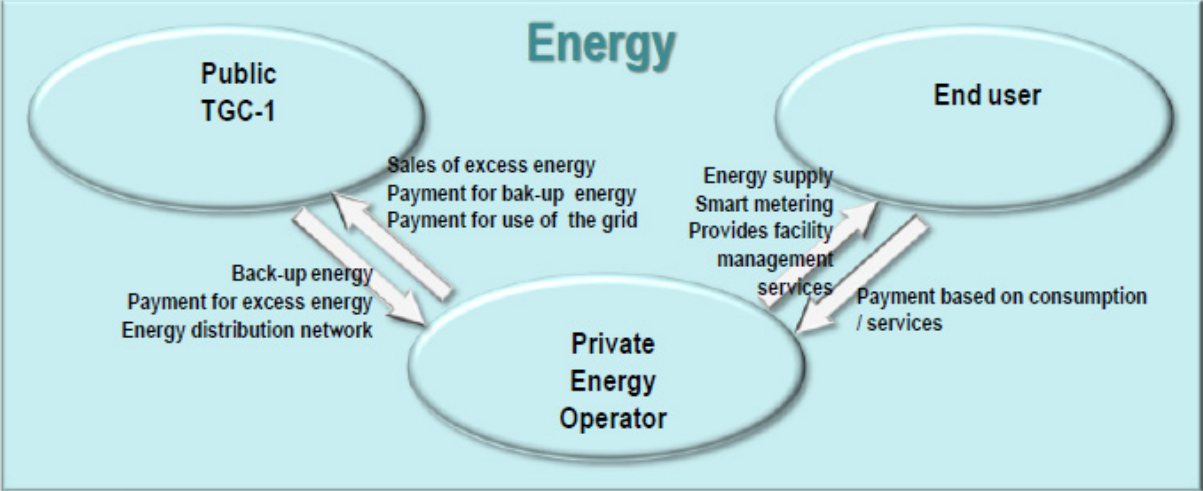 Energy
Public
TGC-1
End user
Sales of excess energy
Payment for bak-up energy
Payment for use of the grid
Energy supply
Smart metering
Provides facility
management
services
Back-up energy
Payment for excess energy
Energy distribution network
Payment based on consumption
/ services
Private
Energy
Operator